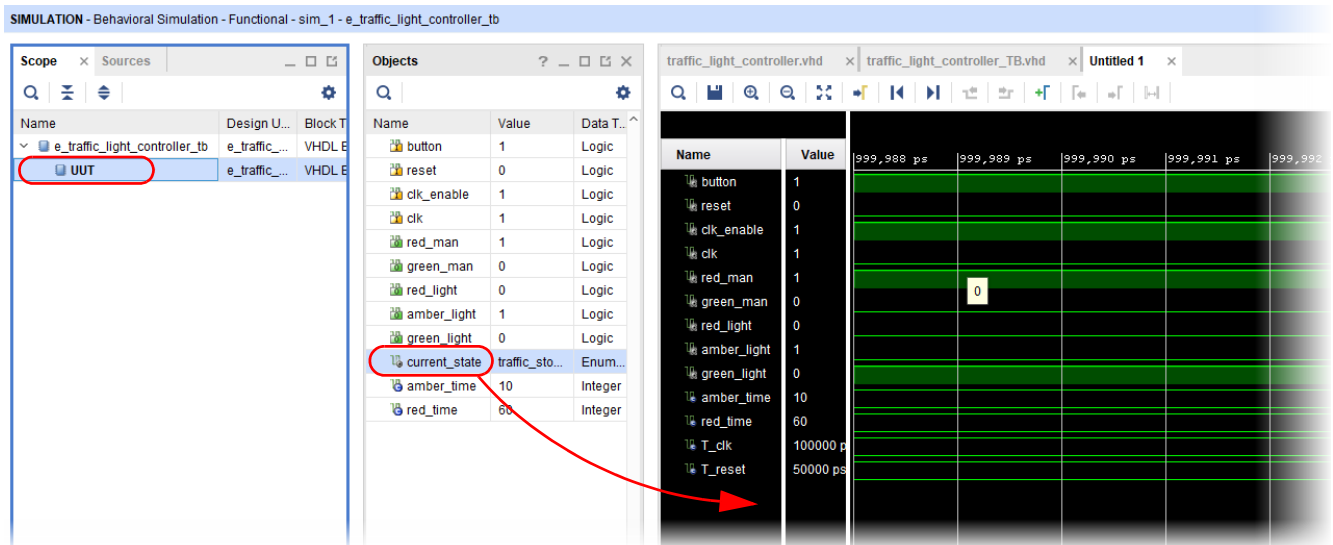 SIMULATION - Behavioral Simulation - Functional - sim_1 - e_traffic_light_controller_tb
Scope Sources
Name Design U... Block T
e_traffic_light_controller_tb e_traffic_... VHDL E
UUT e_traffic_... VHDL E
Objects
Name Value Data T..
button 1 Logic
reset 0 Logic
clk_enable 1 Logic
clk 1 Logic
red_man 1 Logic
green_man 0 Logic
red_light 0 Logic
amber_light 1 Logic
green_light 0 Logic
current_state traffic_sto... Enum...
amber_time 10 Integer
red_time 60 Integer
traffic_light_controller.vhd traffic_light_controller_TB.vhd Untitled 1
Name Value 999,988 ps 999,989 ps 999,990 ps 999,991 ps 999,992
button 1
reset 0
clk_enable 1
clk 1
red_man 1
0
green_man 0
red_light 0
amber_light 1
green_light 0
amber_time 10
red_time 60
T_clk 100000 p
T_reset 50000 ps